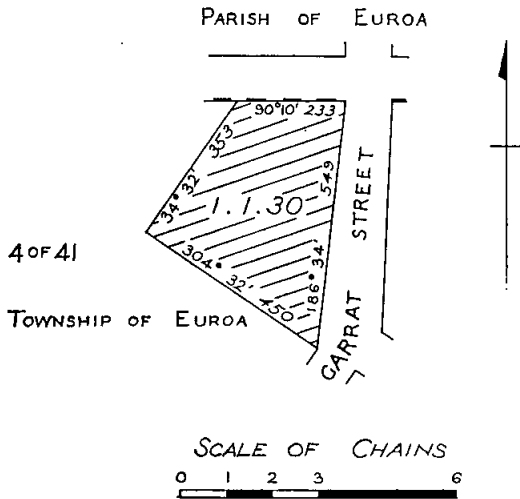 PARISH OF EUROA
90°10' 233
34° 32' 353
549
1.1.30
186° 34'
304° 32' 450
GARRAT STREET
4 OF 41
TOWNSHIP OF EUROA
SCALE OF CHAINS
0 1 2 3 6